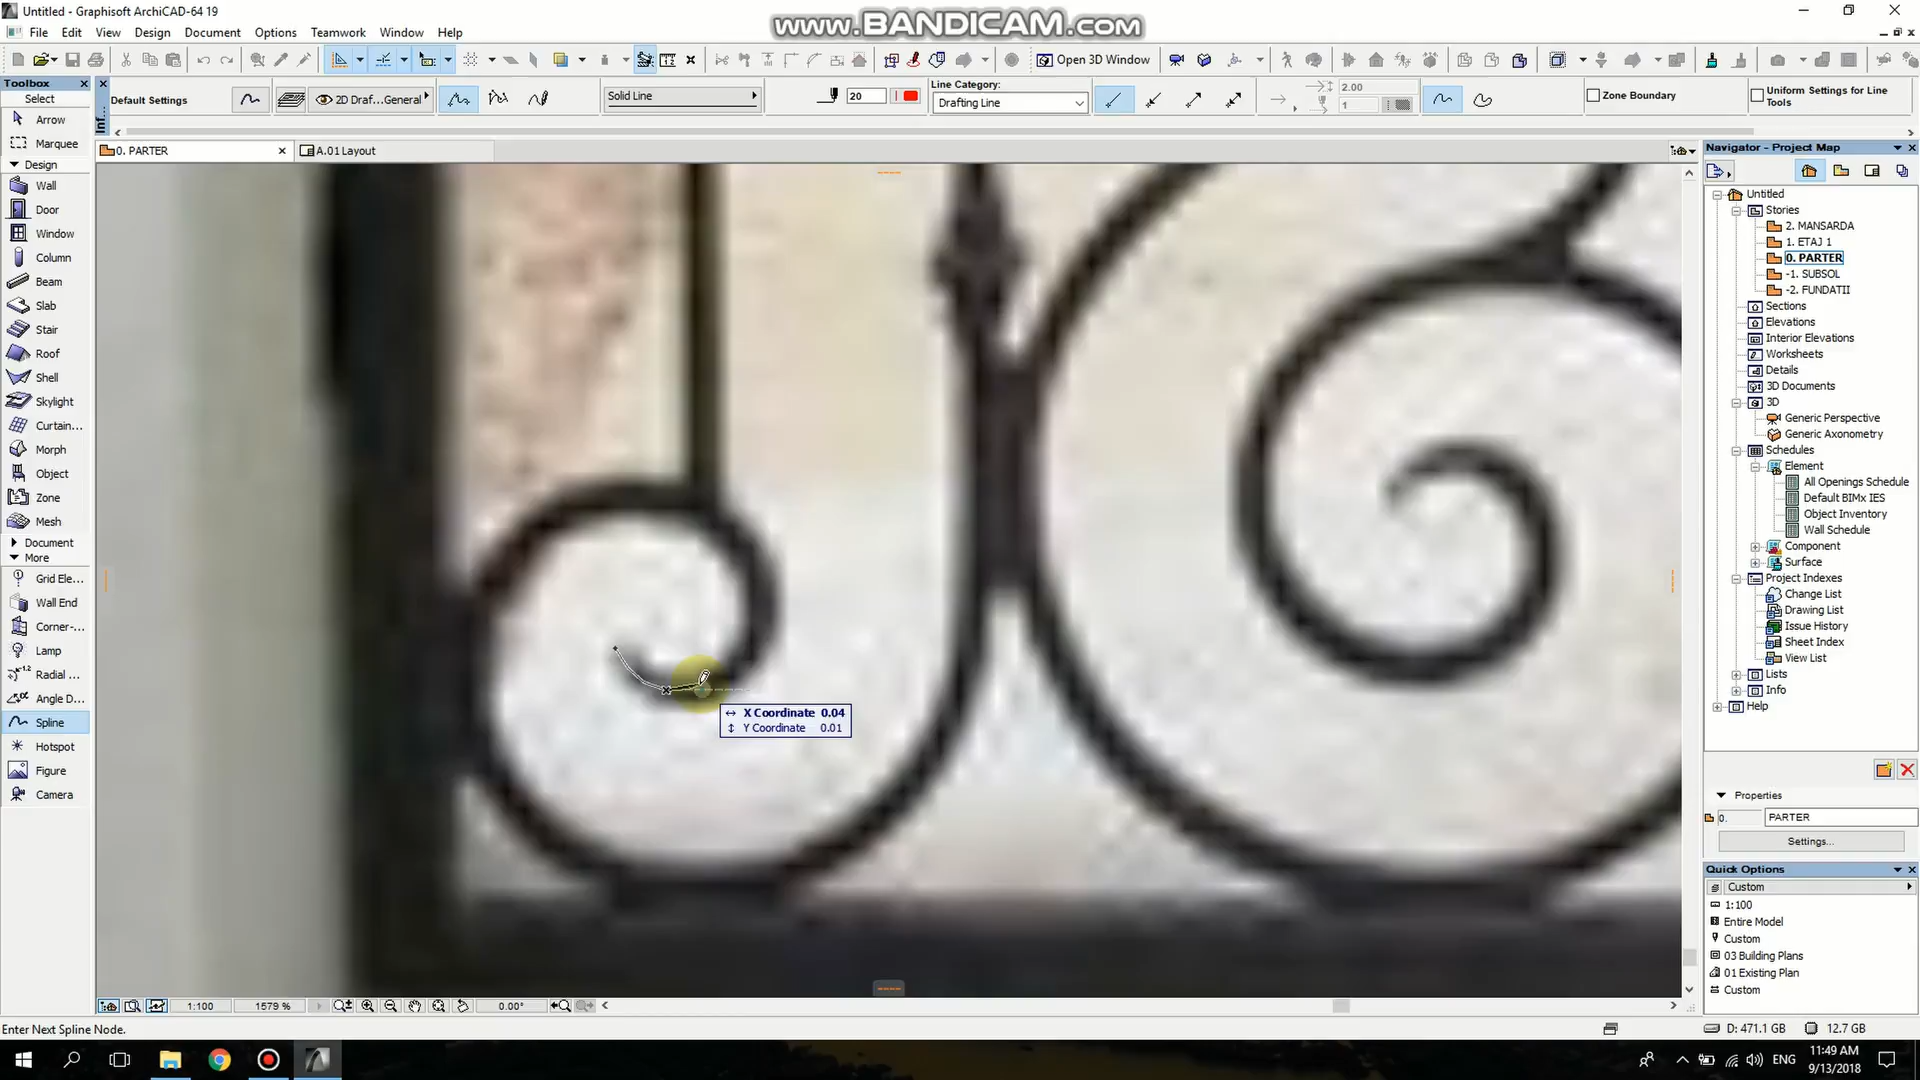 Untitled - Graphisoft ArchiCAD-64 19
www.BANDICAM.com
File Edit View Design Document Options Teamwork Window Help
Open 3D Window
Toolbox
Select
Arrow
Marquee
Design
Wall
Door
Window
Column
Beam
Slab
Stair
Roof
Shell
Skylight
Curtain...
Morph
Object
Zone
Mesh
Document
More
Grid Ele...
Wall End
Corner-...
Lamp
Radial ...
Angle D...
Spline
Hotspot
Figure
Camera
Inf...
Default Settings
2D Draf...General
Solid Line
20
Line Category:
Drafting Line
2.00
1
Zone Boundary
Uniform Settings for Line Tools
0. PARTER
A.01 Layout
X Coordinate 0.04
Y Coordinate 0.01
Navigator - Project Map
Untitled
Stories
2. MANSARDA
1. ETAJ 1
0. PARTER
-1. SUBSOL
-2. FUNDATII
Sections
Elevations
Interior Elevations
Worksheets
Details
3D Documents
3D
Generic Perspective
Generic Axonometry
Schedules
Element
All Openings Schedule
Default BIMx IES
Object Inventory
Wall Schedule
Component
Surface
Project Indexes
Change List
Drawing List
Issue History
Sheet Index
View List
Lists
Info
Help
Properties
0. PARTER
Settings...
Quick Options
Custom
1:100
Entire Model
Custom
03 Building Plans
01 Existing Plan
Custom
1:100 1579 % 0.00°
Enter Next Spline Node.
D: 471.1 GB 12.7 GB
ENG
11:49 AM
9/13/2018